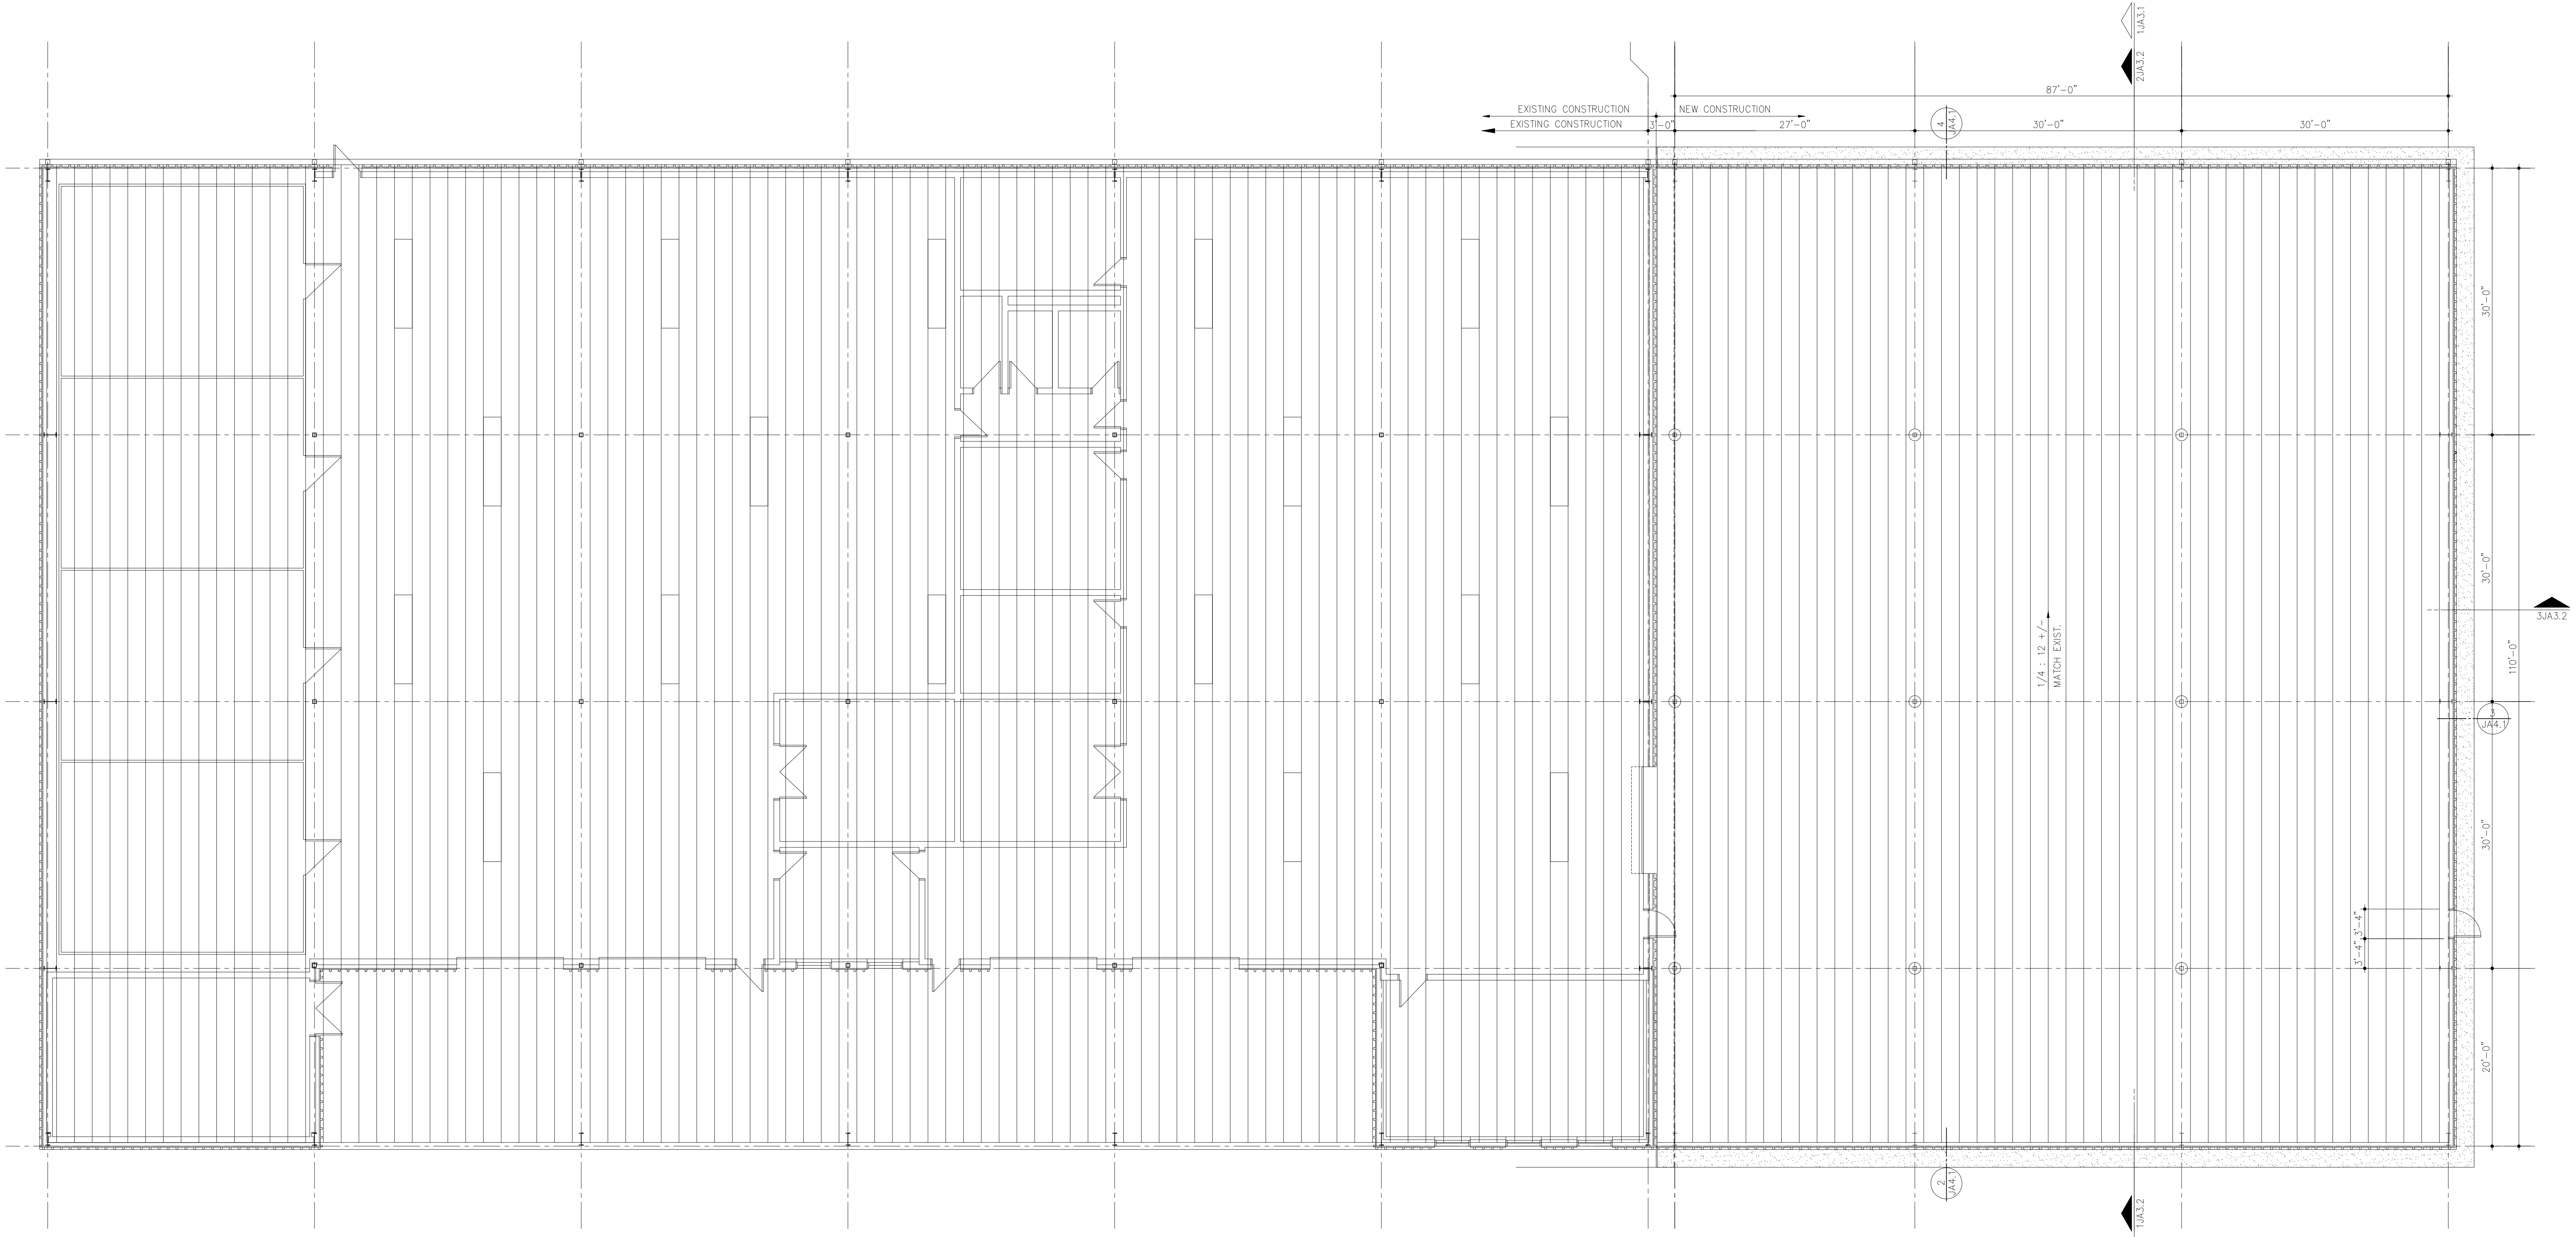 1JA3.1
2JA3.2
87'-0"
EXISTING CONSTRUCTION
NEW CONSTRUCTION
EXISTING CONSTRUCTION
3'-0"
27'-0"
4
JA4.1
30'-0"
30'-0"
30'-0"
30'-0"
3JA3.2
110'-0"
1/4 : 12 +/-
MATCH EXIST.
3
JA4.1
30'-0"
3'-4"
3'-4"
20'-0"
2
JA4.1
1JA3.2